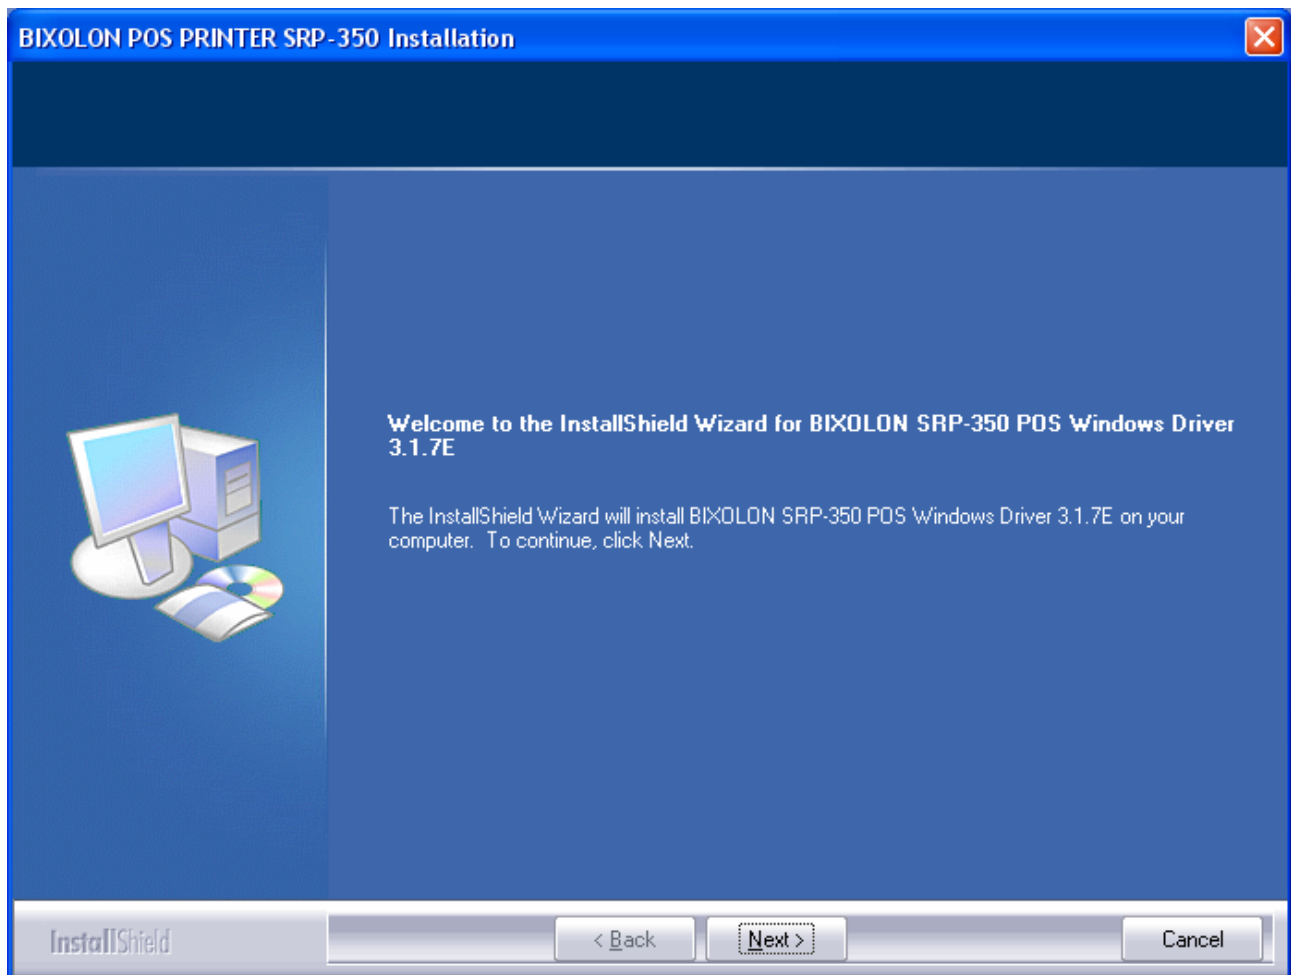 BIXOLON POS PRINTER SRP-350 Installation
Welcome to the InstallShield Wizard for BIXOLON SRP-350 POS Windows Driver
3.1.7E
The InstallShield Wizard will install BIXOLON SRP-350 POS Windows Driver 3.1.7E on your
computer.  To continue, click Next.
InstallShield
< Back
Next >
Cancel